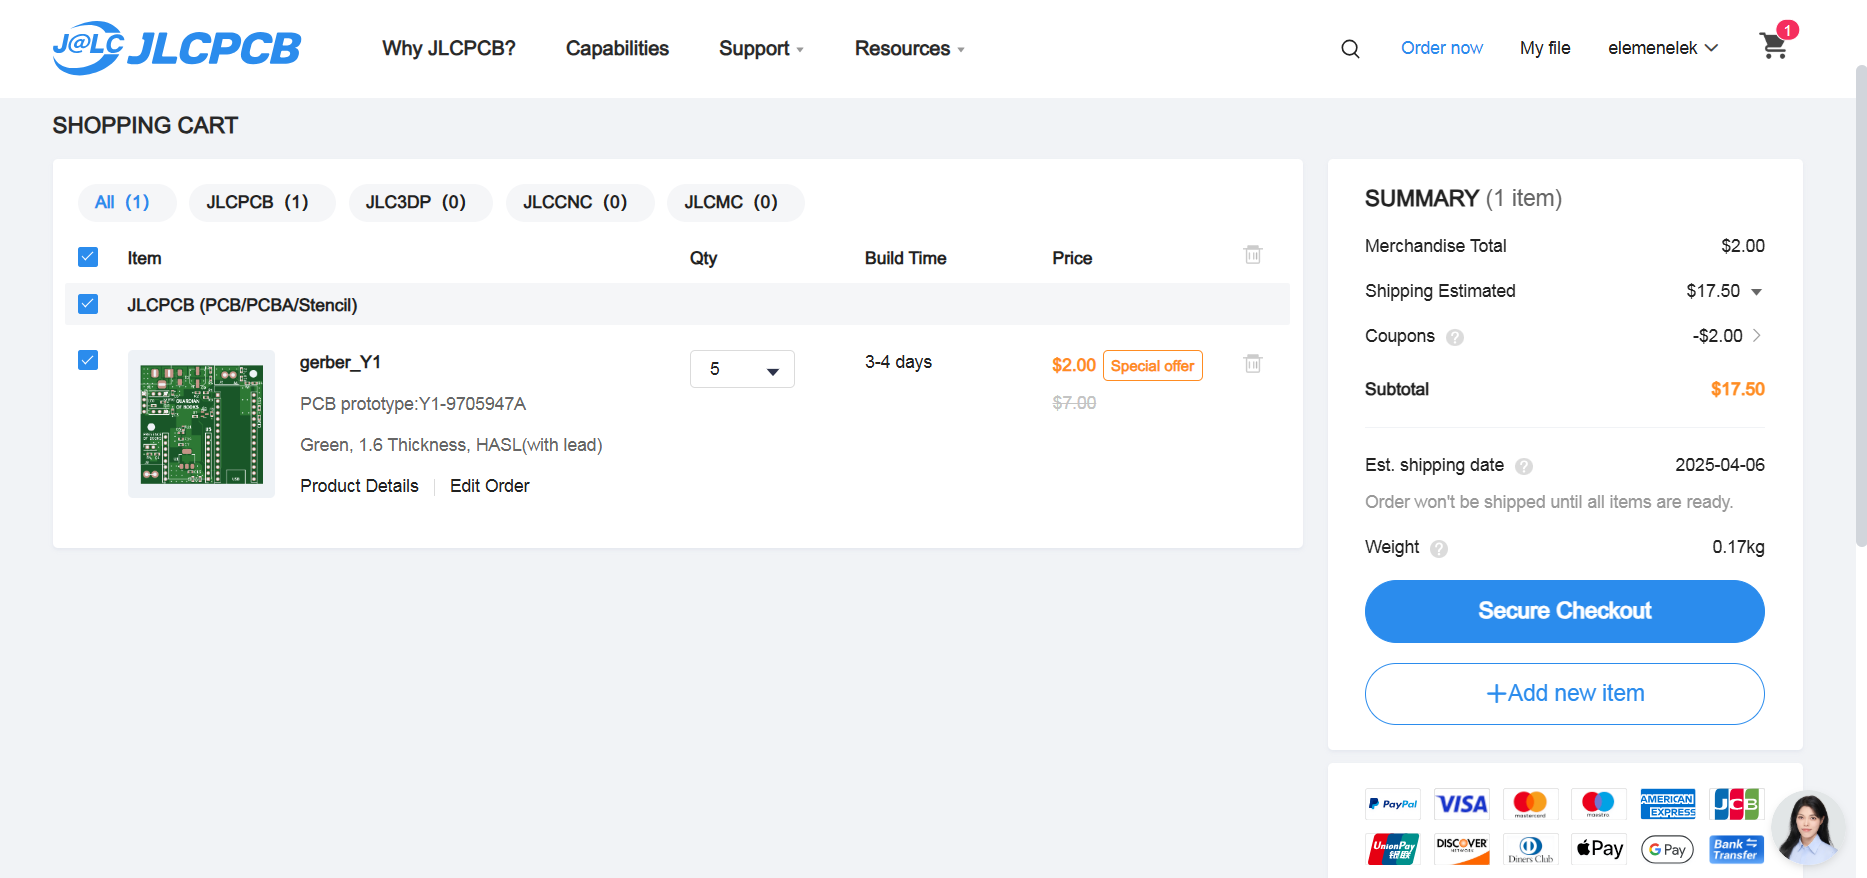 J@LC JLCPCB
Why JLCPCB?
Capabilities
Support
Resources
Order now
My file
elemenelek
1
SHOPPING CART
All (1)
JLCPCB (1)
JLC3DP (0)
JLCCNC (0)
JLCMC (0)
Item
Qty
Build Time
Price
JLCPCB (PCB/PCBA/Stencil)
GUARDIAN
OF BOOKS
gerber_Y1
PCB prototype:Y1-9705947A
Green, 1.6 Thickness, HASL(with lead)
Product Details
Edit Order
5
3-4 days
$2.00
Special offer
$7.00
SUMMARY (1 item)
Merchandise Total $2.00
Shipping Estimated $17.50
Coupons ? -$2.00
Subtotal $17.50
Est. shipping date ? 2025-04-06
Order won't be shipped until all items are ready.
Weight ? 0.17kg
Secure Checkout
+Add new item
PayPal
VISA
mastercard
maestro
AMERICAN EXPRESS
JCB
UnionPay 银联
DISCOVER
Diners Club
Pay
G Pay
Bank Transfer